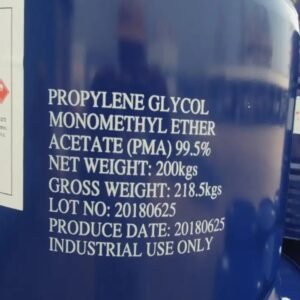 PROPYLENE GLYCOL
MONOMETHYL ETHER
ACETATE (PMA) 99.5%
NET WEIGHT: 200kgs
GROSS WEIGHT: 218.5kgs
LOT NO: 20180625
PRODUCE DATE: 20180625
INDUSTRIAL USE ONLY